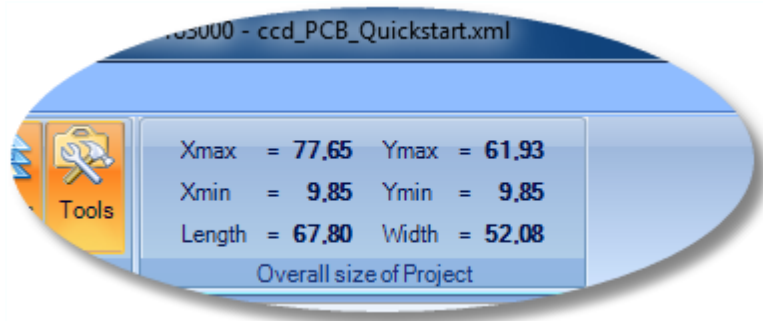 - ccd_PCB_Quickstart.xml
Tools
Xmax = 77,65 Ymax = 61,93
Xmin = 9,85 Ymin = 9,85
Length = 67,80 Width = 52,08
Overall size of Project